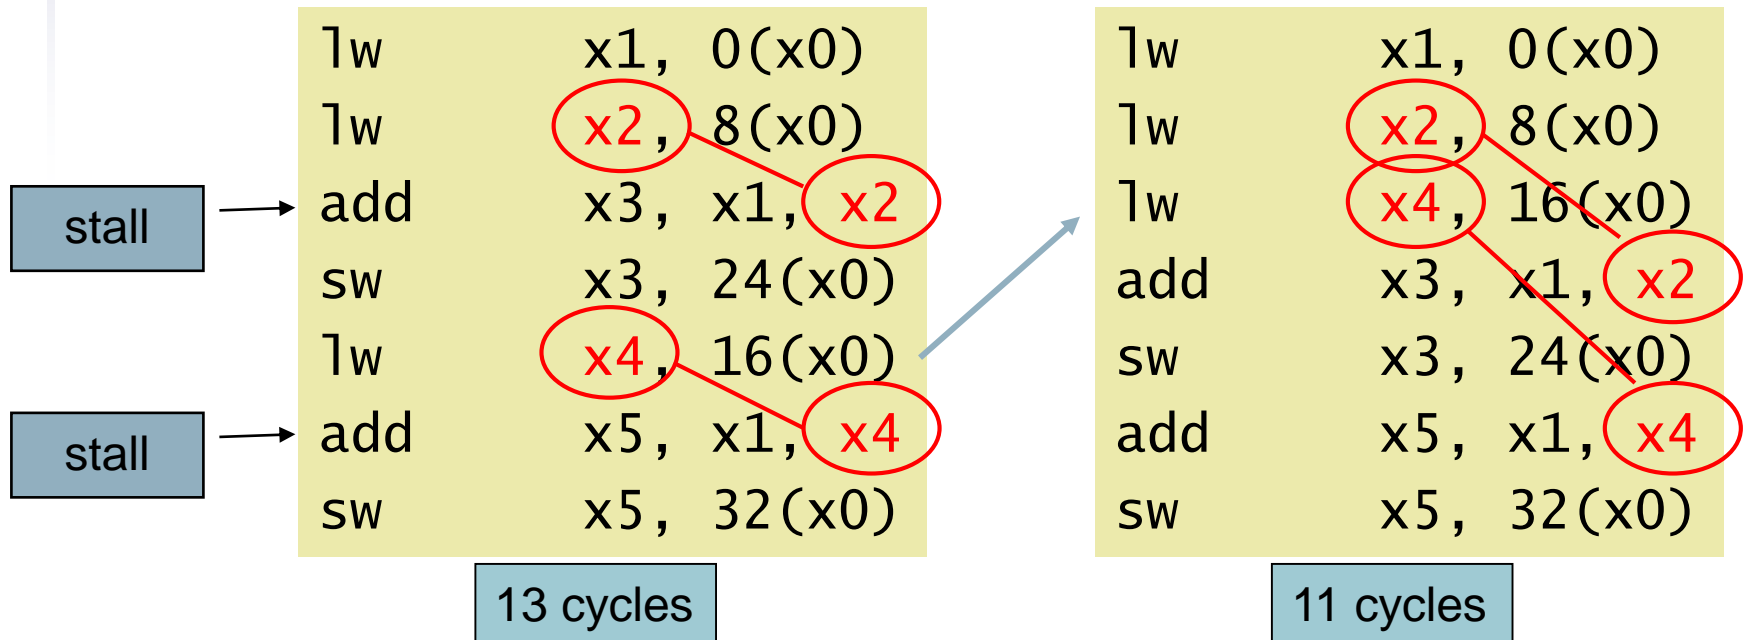 lw x1, 0(x0)
lw x2, 8(x0)
stall
add x3, x1, x2
sw x3, 24(x0)
lw x4, 16(x0)
stall
add x5, x1, x4
sw x5, 32(x0)
13 cycles
lw x1, 0(x0)
lw x2, 8(x0)
lw x4, 16(x0)
add x3, x1, x2
sw x3, 24(x0)
add x5, x1, x4
sw x5, 32(x0)
11 cycles